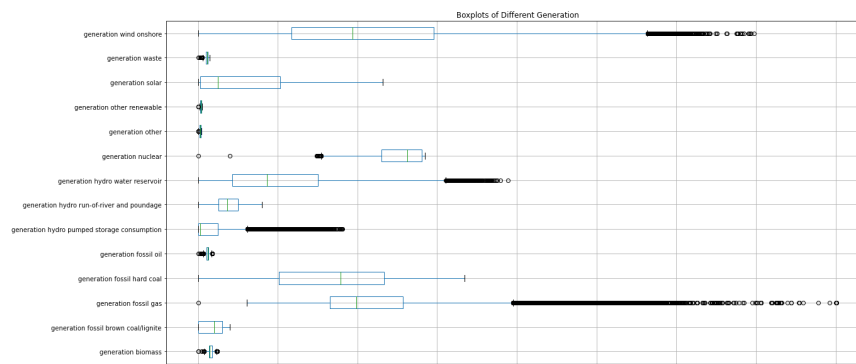 Boxplots of Different Generation
generation wind onshore
generation waste
generation solar
generation other renewable
generation other
generation nuclear
generation hydro water reservoir
generation hydro run-of-river and poundage
generation hydro pumped storage consumption
generation fossil oil
generation fossil hard coal
generation fossil gas
generation fossil brown coal/lignite
generation biomass